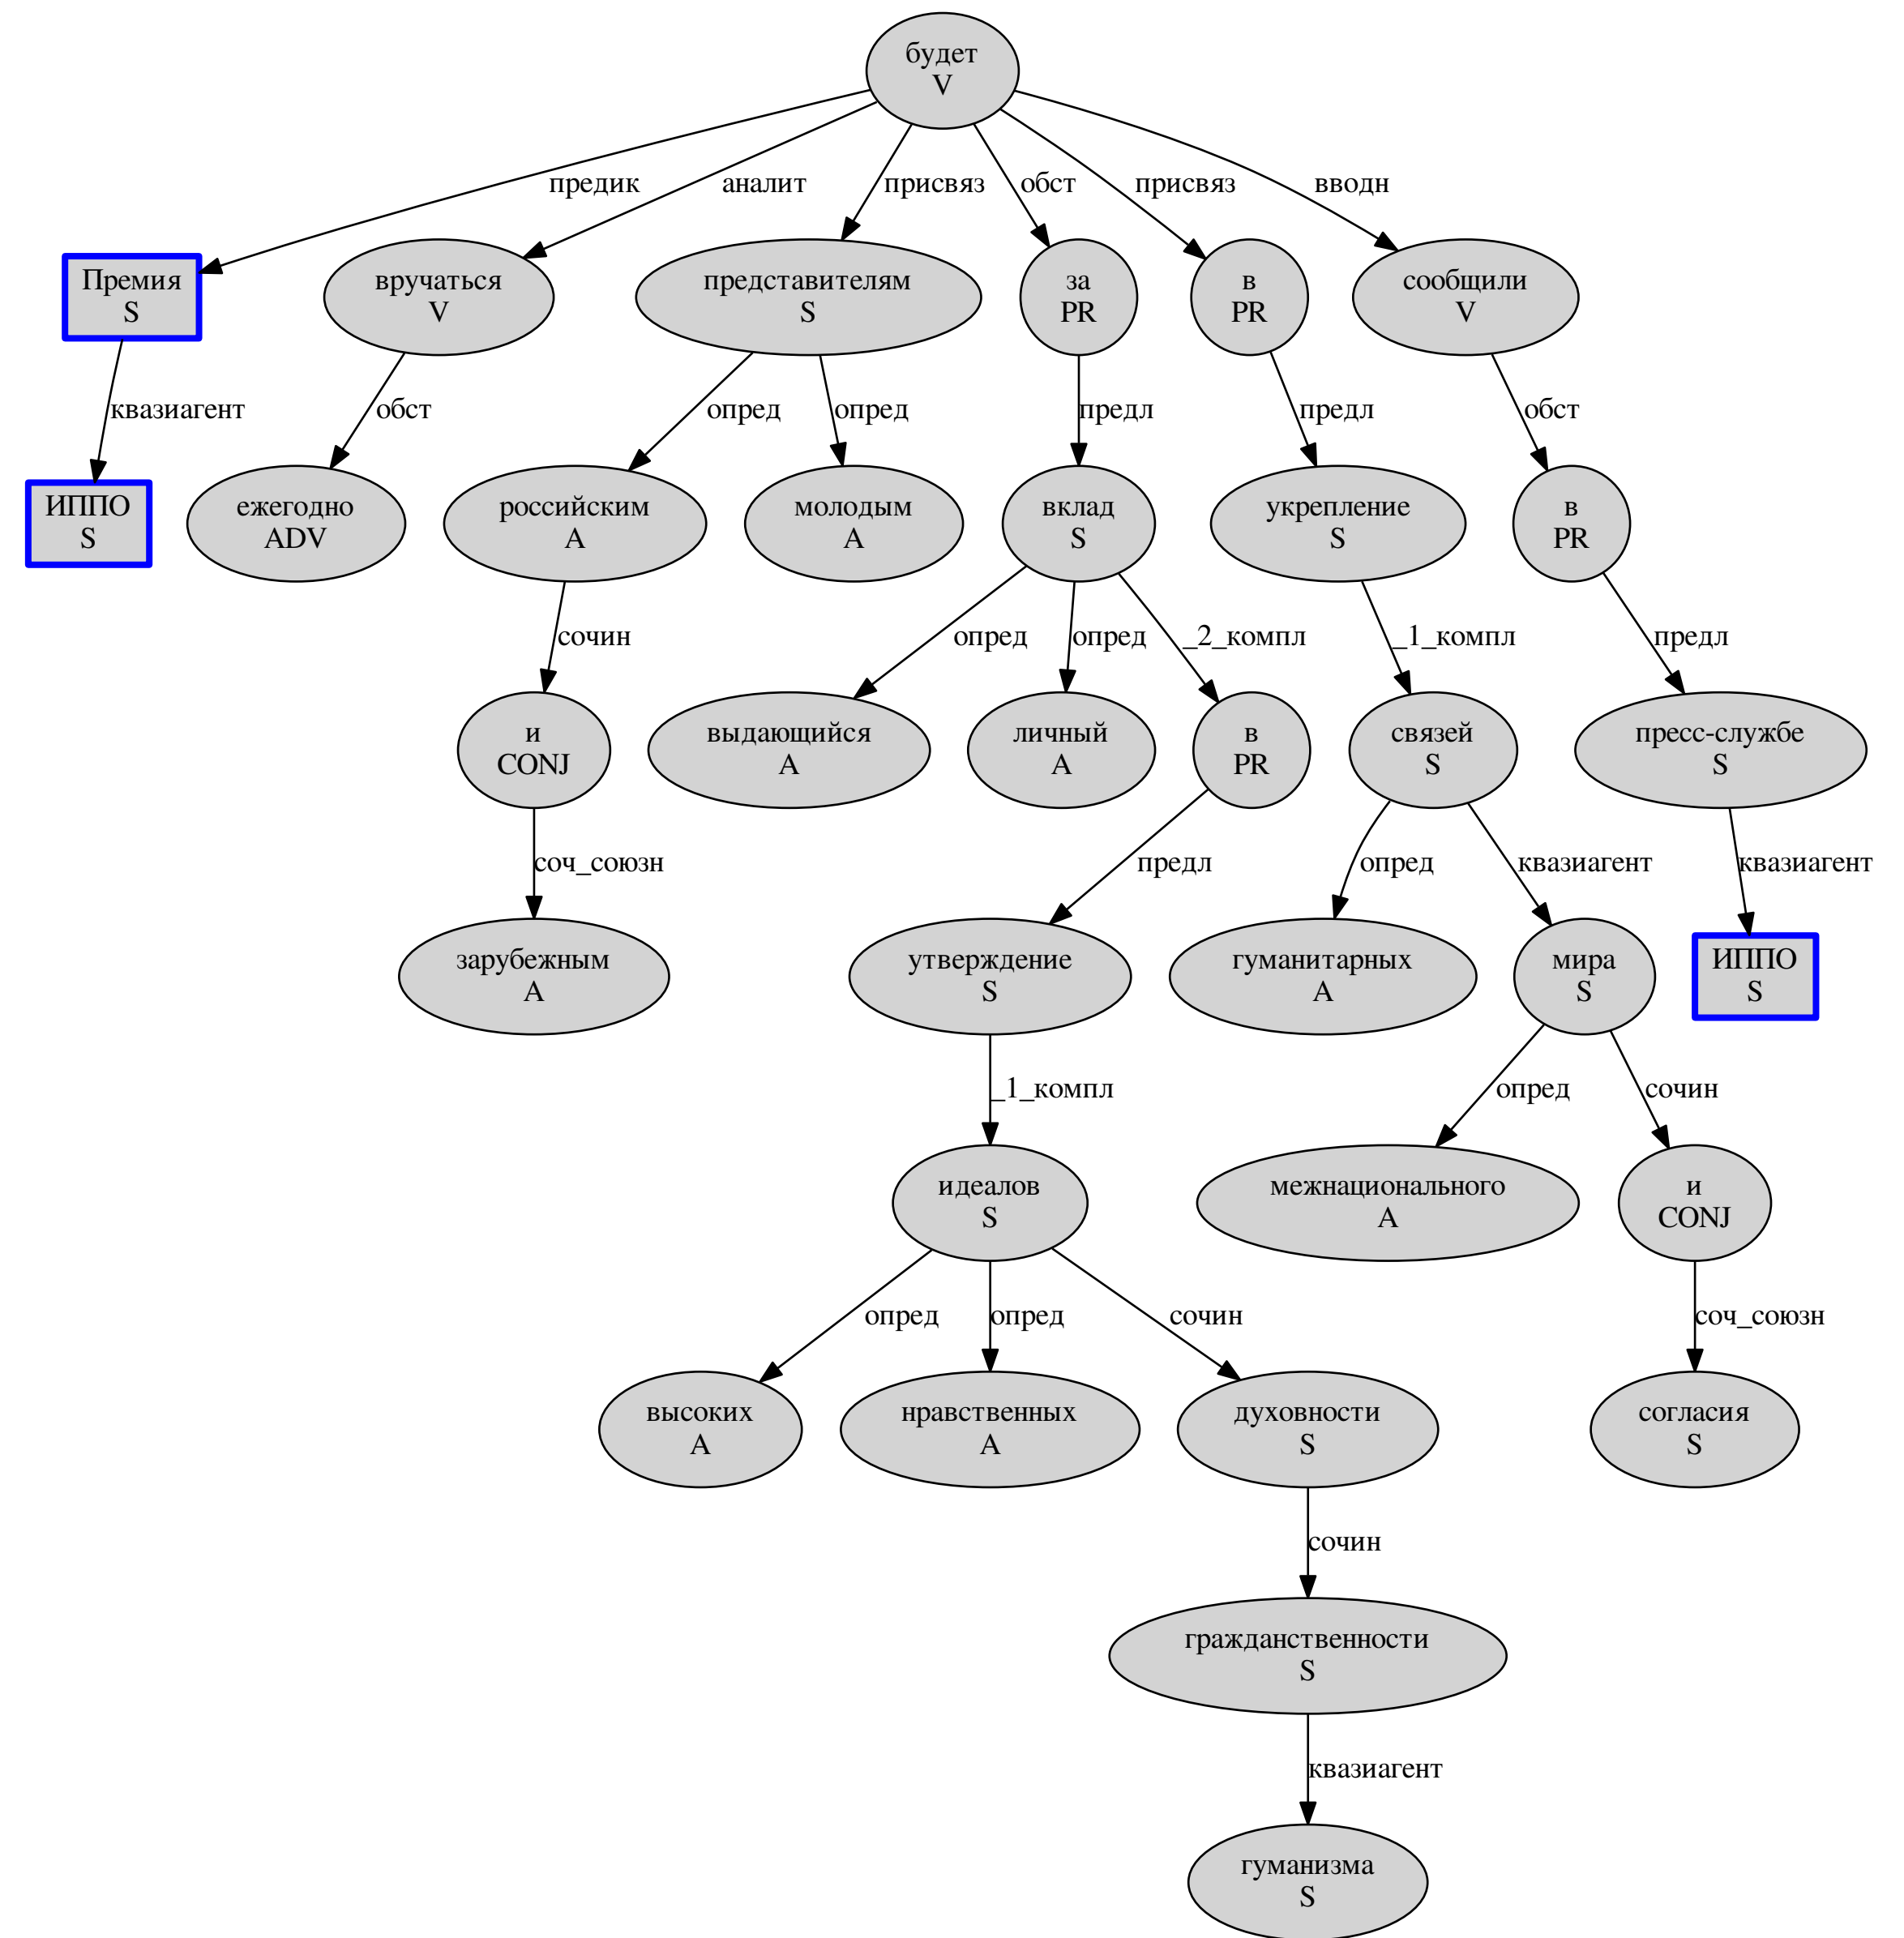 будет
V
предик
аналит
присвяз
обст
присвяз
вводн
Премия
S
вручаться
V
представителям
S
за
PR
в
PR
сообщили
V
квазиагент
обст
опред
опред
предл
предл
обст
ИППО
S
ежегодно
ADV
российским
A
молодым
A
вклад
S
укрепление
S
в
PR
сочин
опред
опред
_2_компл
_1_компл
предл
и
CONJ
выдающийся
A
личный
A
в
PR
связей
S
пресс-службе
S
соч_союзн
предл
опред
квазиагент
квазиагент
зарубежным
A
утверждение
S
гуманитарных
A
мира
S
ИППО
S
_1_компл
опред
сочин
идеалов
S
межнационального
A
и
CONJ
опред
опред
сочин
соч_союзн
высоких
A
нравственных
A
духовности
S
согласия
S
сочин
гражданственности
S
квазиагент
гуманизма
S